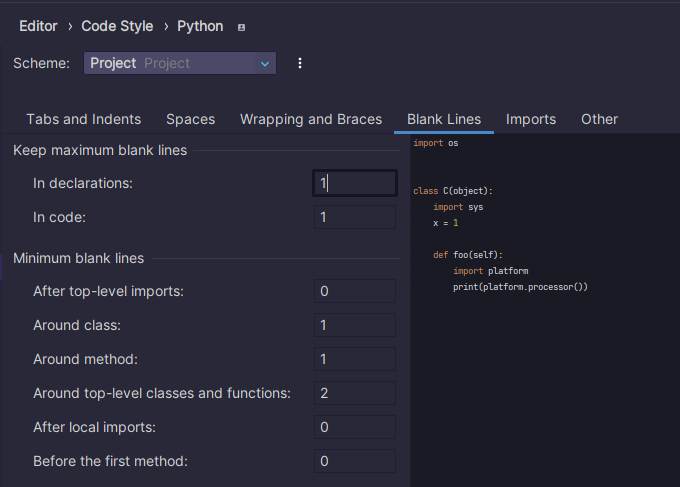 Editor › Code Style › Python
Scheme: Project Project
Tabs and Indents Spaces Wrapping and Braces Blank Lines Imports Other
Keep maximum blank lines
In declarations: 1
In code: 1
Minimum blank lines
After top-level imports: 0
Around class: 1
Around method: 1
Around top-level classes and functions: 2
After local imports: 0
Before the first method: 0
import os
class C(object):
    import sys
    x = 1
    def foo(self):
        import platform
        print(platform.processor())